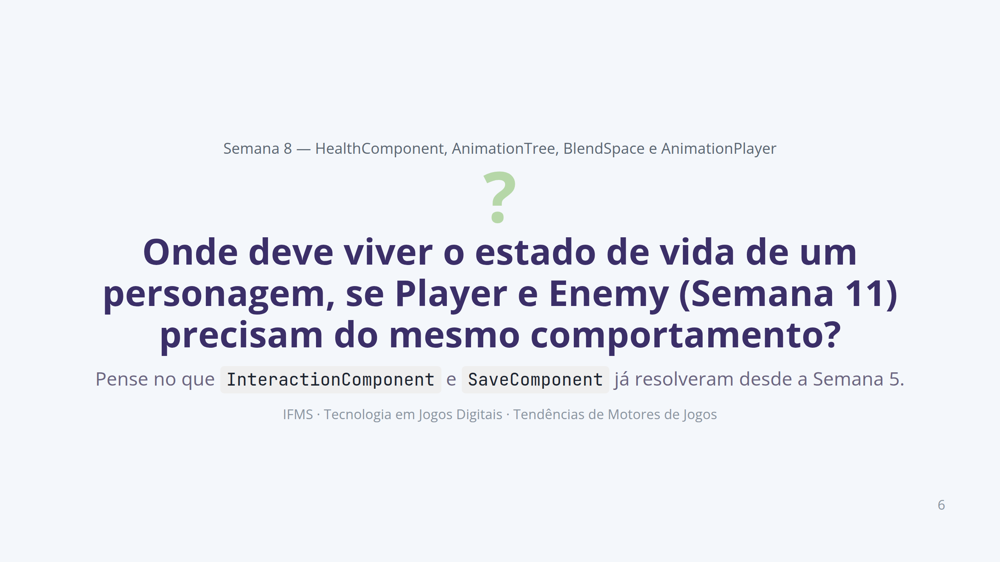 Semana 8 — HealthComponent, AnimationTree, BlendSpace e AnimationPlayer
?
Onde deve viver o estado de vida de um
personagem, se Player e Enemy (Semana 11)
precisam do mesmo comportamento?
Pense no que InteractionComponent e SaveComponent já resolveram desde a Semana 5.
IFMS · Tecnologia em Jogos Digitais · Tendências de Motores de Jogos
6